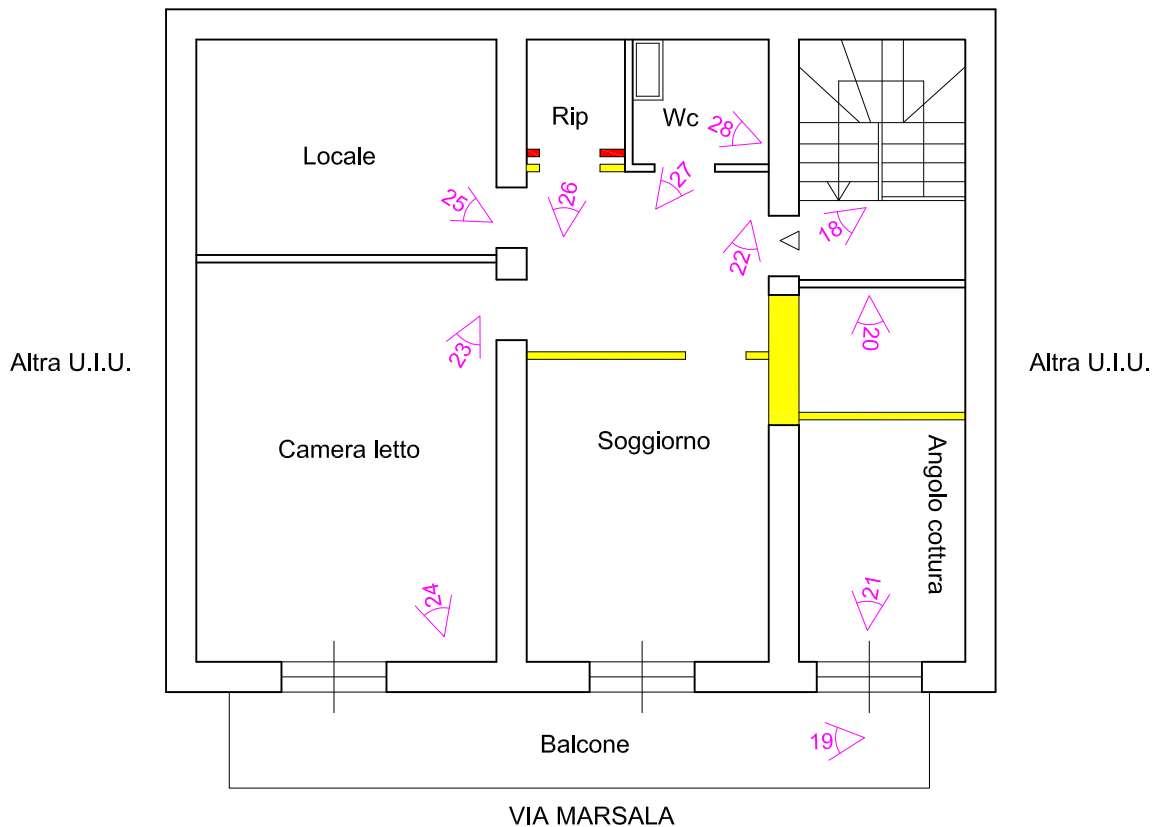 Rip
Wc
28
Locale
27
25
26
18
22
20
23
Altra U.I.U.
Altra U.I.U.
Camera letto
Soggiorno
Angolo cottura
24
21
Balcone
19
VIA MARSALA